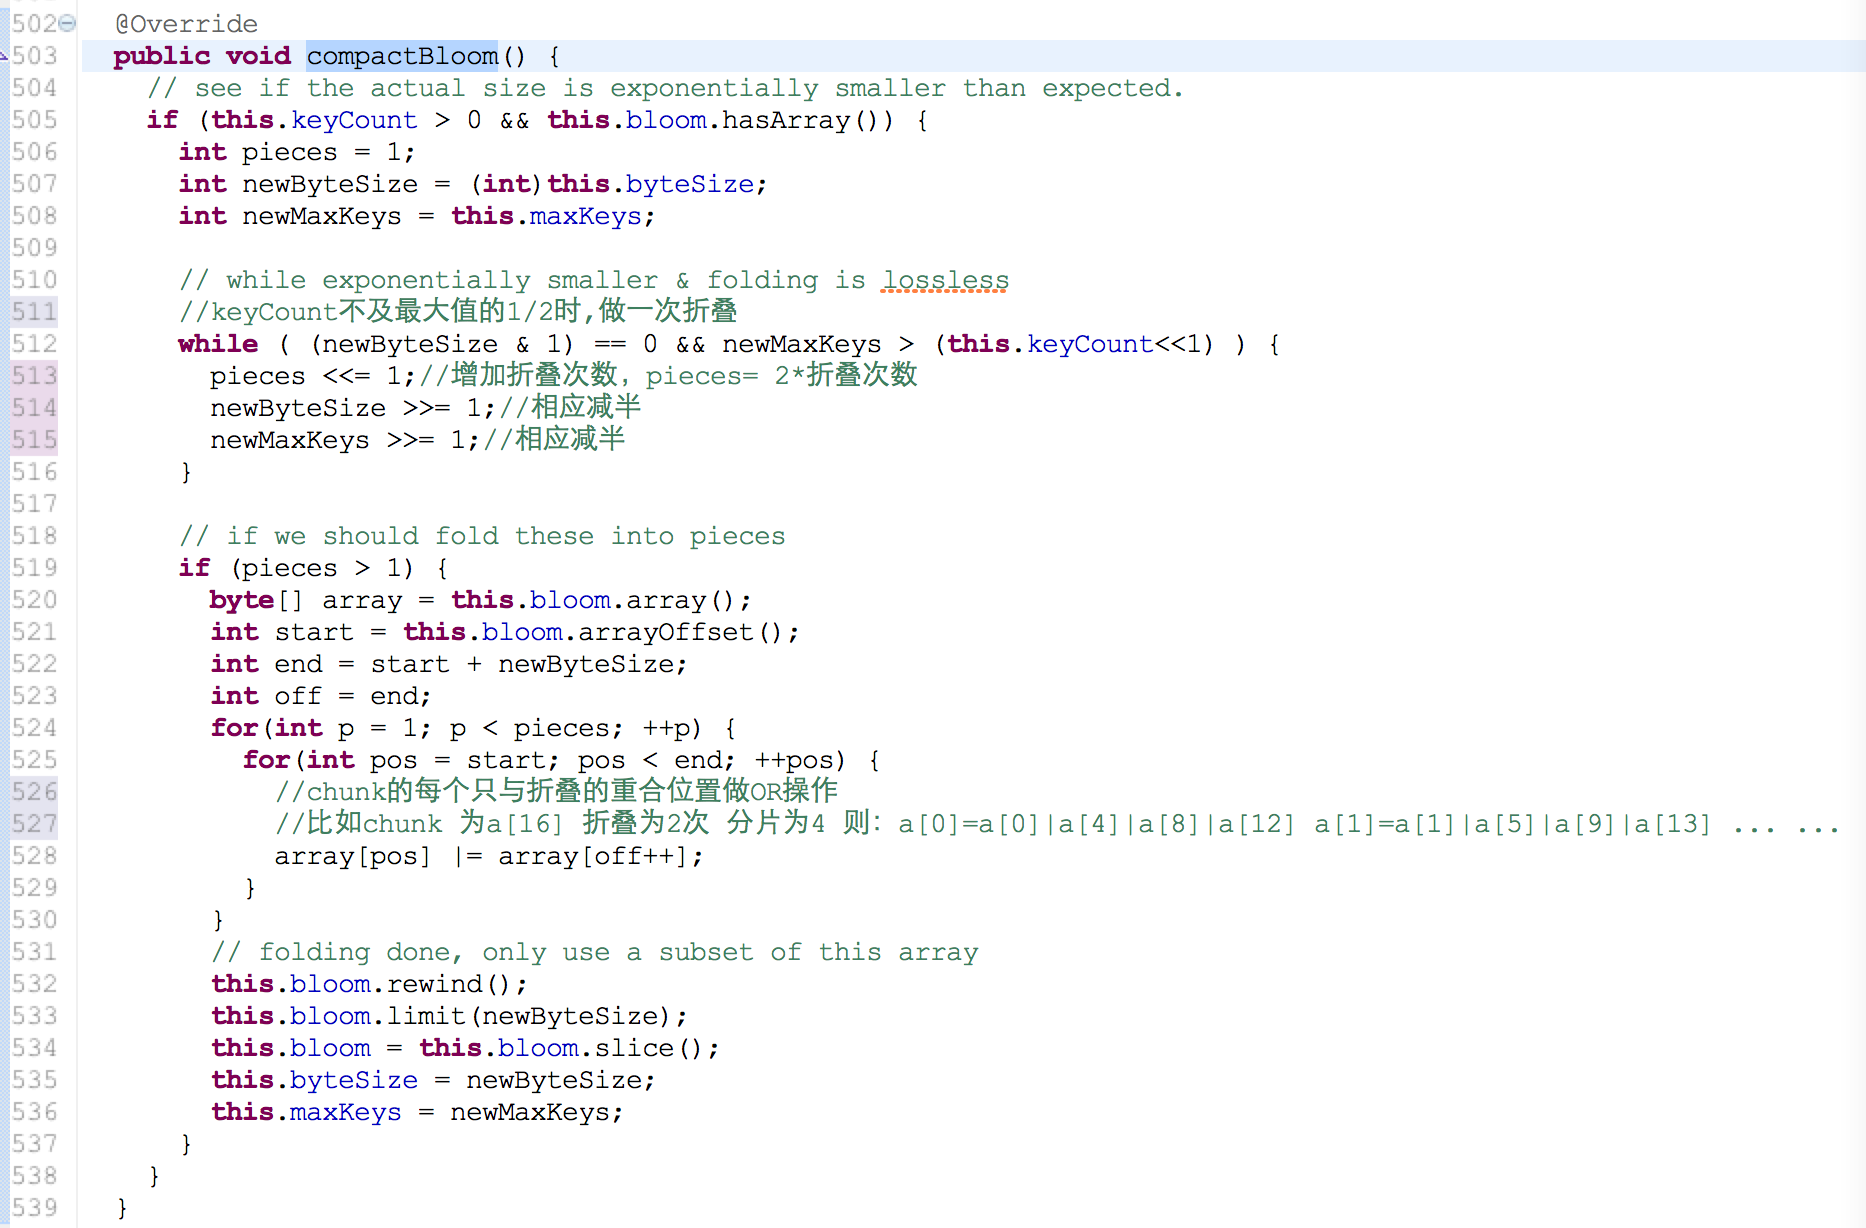 502 @Override
503 public void compactBloom() {
504 // see if the actual size is exponentially smaller than expected.
505 if (this.keyCount > 0 && this.bloom.hasArray()) {
506 int pieces = 1;
507 int newByteSize = (int)this.byteSize;
508 int newMaxKeys = this.maxKeys;
509
510 // while exponentially smaller & folding is lossless
511 //keyCount不及最大值的1/2时,做一次折叠
512 while ( (newByteSize & 1) == 0 && newMaxKeys > (this.keyCount<<1) ) {
513 pieces <<= 1;//增加折叠次数，pieces= 2*折叠次数
514 newByteSize >>= 1;//相应减半
515 newMaxKeys >>= 1;//相应减半
516 }
517
518 // if we should fold these into pieces
519 if (pieces > 1) {
520 byte[] array = this.bloom.array();
521 int start = this.bloom.arrayOffset();
522 int end = start + newByteSize;
523 int off = end;
524 for(int p = 1; p < pieces; ++p) {
525 for(int pos = start; pos < end; ++pos) {
526 //chunk的每个只与折叠的重合位置做OR操作
527 //比如chunk 为a[16] 折叠为2次 分片为4 则：a[0]=a[0]|a[4]|a[8]|a[12] a[1]=a[1]|a[5]|a[9]|a[13] ... ...
528 array[pos] |= array[off++];
529 }
530 }
531 // folding done, only use a subset of this array
532 this.bloom.rewind();
533 this.bloom.limit(newByteSize);
534 this.bloom = this.bloom.slice();
535 this.byteSize = newByteSize;
536 this.maxKeys = newMaxKeys;
537 }
538 }
539 }